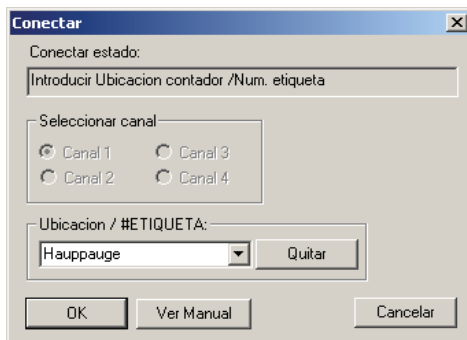 Conectar
Conectar estado:
Introducir Ubicacion contador /Num. etiqueta
Seleccionar canal
Canal 1 Canal 3
Canal 2 Canal 4
Ubicacion / #ETIQUETA:
Hauppauge Quitar
OK Ver Manual Cancelar